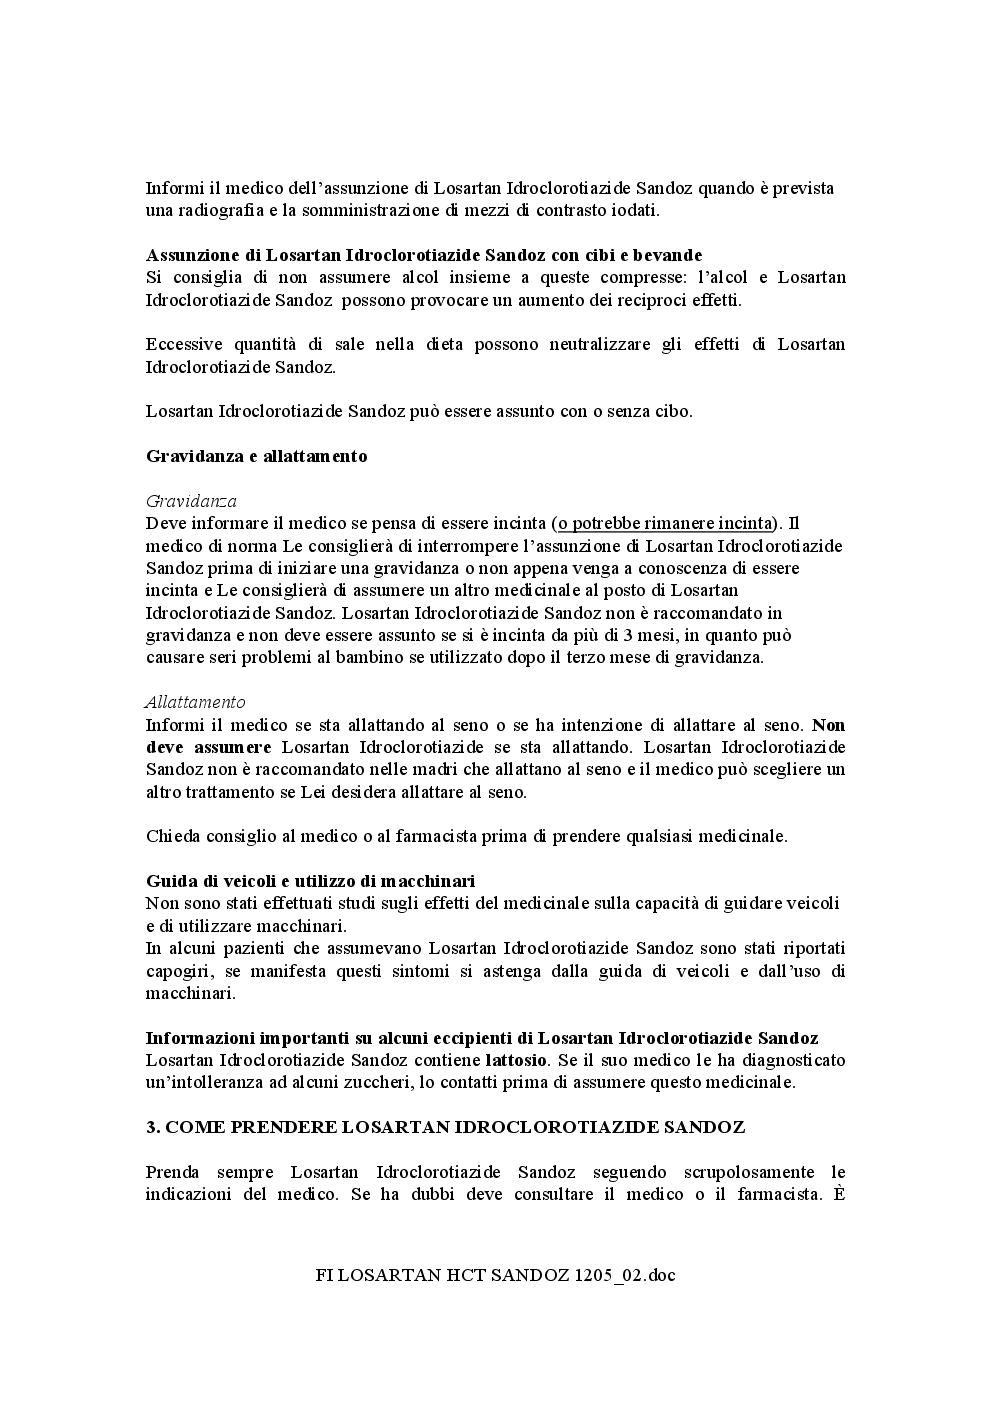 Informi il medico dell’assunzione di Losartan Idroclorotiazide Sandoz quando è prevista
una radiografia e la somministrazione di mezzi di contrasto iodati.
Assunzione di Losartan Idroclorotiazide Sandoz con cibi e bevande
Si consiglia di non assumere alcol insieme a queste compresse: l’alcol e Losartan
Idroclorotiazide Sandoz possono provocare un aumento dei reciproci effetti.
Eccessive quantità di sale nella dieta possono neutralizzare gli effetti di Losartan
Idroclorotiazide Sandoz.
Losartan Idroclorotiazide Sandoz può essere assunto con o senza cibo.
Gravidanza e allattamento
Gravidanza
Deve informare il medico se pensa di essere incinta (o potrebbe rimanere incinta). Il
medico di norma Le consiglierà di interrompere l’assunzione di Losartan Idroclorotiazide
Sandoz prima di iniziare una gravidanza o non appena venga a conoscenza di essere
incinta e Le consiglierà di assumere un altro medicinale al posto di Losartan
Idroclorotiazide Sandoz. Losartan Idroclorotiazide Sandoz non è raccomandato in
gravidanza e non deve essere assunto se si è incinta da più di 3 mesi, in quanto può
causare seri problemi al bambino se utilizzato dopo il terzo mese di gravidanza.
Allattamento
Informi il medico se sta allattando al seno o se ha intenzione di allattare al seno. Non
deve assumere Losartan Idroclorotiazide se sta allattando. Losartan Idroclorotiazide
Sandoz non è raccomandato nelle madri che allattano al seno e il medico può scegliere un
altro trattamento se Lei desidera allattare al seno.
Chieda consiglio al medico o al farmacista prima di prendere qualsiasi medicinale.
Guida di veicoli e utilizzo di macchinari
Non sono stati effettuati studi sugli effetti del medicinale sulla capacità di guidare veicoli
e di utilizzare macchinari.
In alcuni pazienti che assumevano Losartan Idroclorotiazide Sandoz sono stati riportati
capogiri, se manifesta questi sintomi si astenga dalla guida di veicoli e dall’uso di
macchinari.
Informazioni importanti su alcuni eccipienti di Losartan Idroclorotiazide Sandoz
Losartan Idroclorotiazide Sandoz contiene lattosio. Se il suo medico le ha diagnosticato
un’intolleranza ad alcuni zuccheri, lo contatti prima di assumere questo medicinale.
3. COME PRENDERE LOSARTAN IDROCLOROTIAZIDE SANDOZ
Prenda sempre Losartan Idroclorotiazide Sandoz seguendo scrupolosamente le
indicazioni del medico. Se ha dubbi deve consultare il medico o il farmacista. È
FI LOSARTAN HCT SANDOZ 1205_02.doc